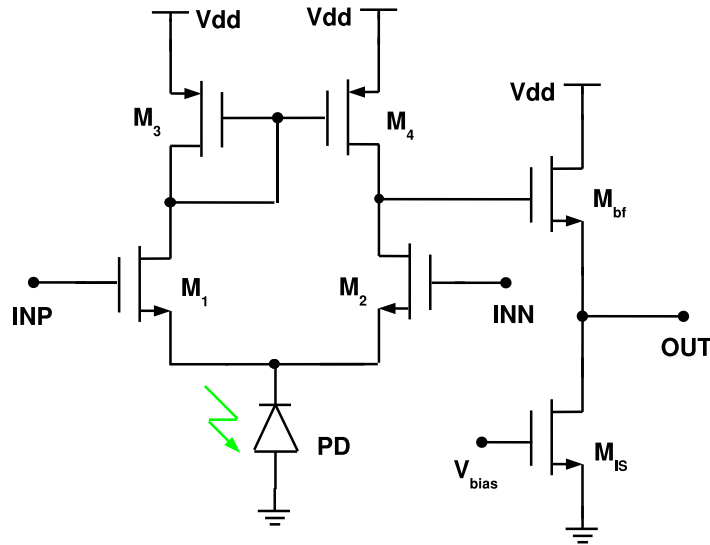 Vdd
Vdd
Vdd
M3
M4
Mbf
M1
M2
INP
INN
OUT
PD
Vbias
MIS